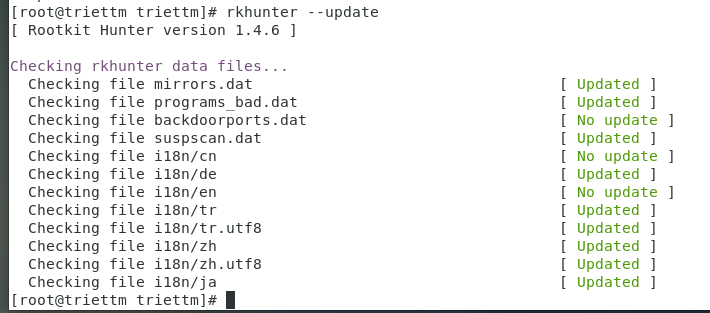 [root@triettm triettm]# rkhunter --update
[ Rootkit Hunter version 1.4.6 ]
Checking rkhunter data files...
Checking file mirrors.dat [ Updated ]
Checking file programs_bad.dat [ Updated ]
Checking file backdoorports.dat [ No update ]
Checking file suspscan.dat [ Updated ]
Checking file i18n/cn [ No update ]
Checking file i18n/de [ Updated ]
Checking file i18n/en [ No update ]
Checking file i18n/tr [ Updated ]
Checking file i18n/tr.utf8 [ Updated ]
Checking file i18n/zh [ Updated ]
Checking file i18n/zh.utf8 [ Updated ]
Checking file i18n/ja [ Updated ]
[root@triettm triettm]#